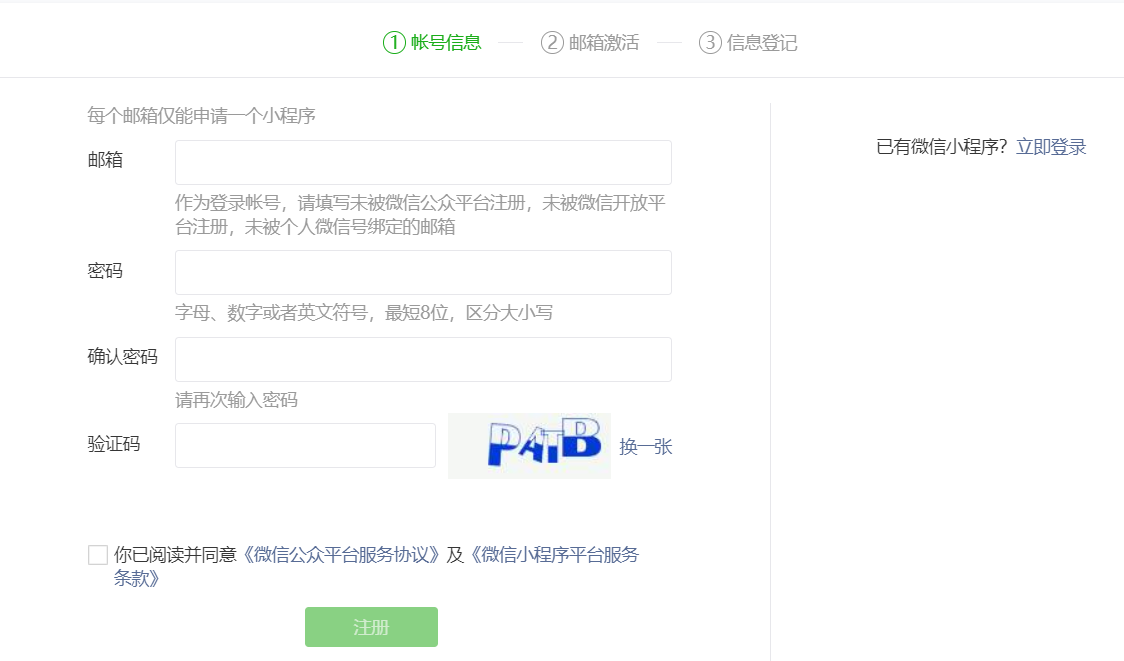 ① 帐号信息 ② 邮箱激活 ③ 信息登记
每个邮箱仅能申请一个小程序
已有微信小程序？立即登录
邮箱
作为登录帐号，请填写未被微信公众平台注册，未被微信开放平
台注册，未被个人微信号绑定的邮箱
密码
字母、数字或者英文符号，最短8位，区分大小写
确认密码
请再次输入密码
验证码 PATB 换一张
你已阅读并同意《微信公众平台服务协议》及《微信小程序平台服务
条款》
注册